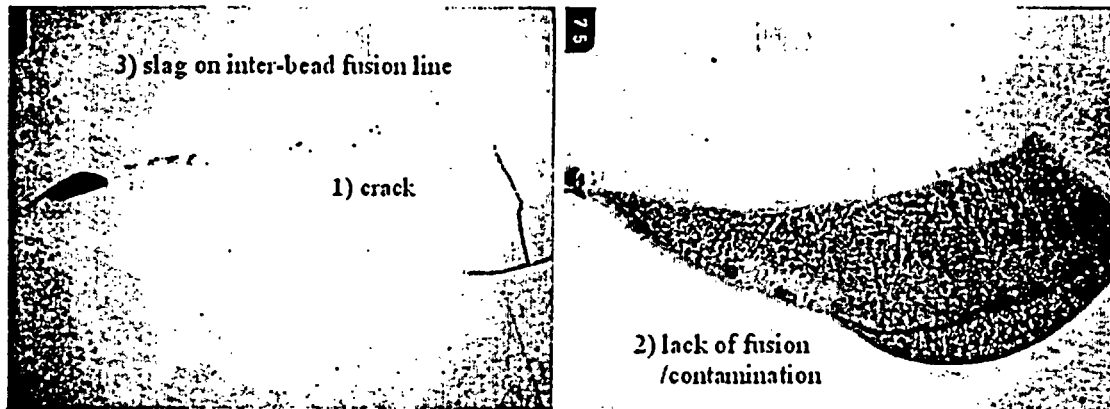 3) slag on inter-bead fusion line
1) crack
75
2) lack of fusion
/contamination